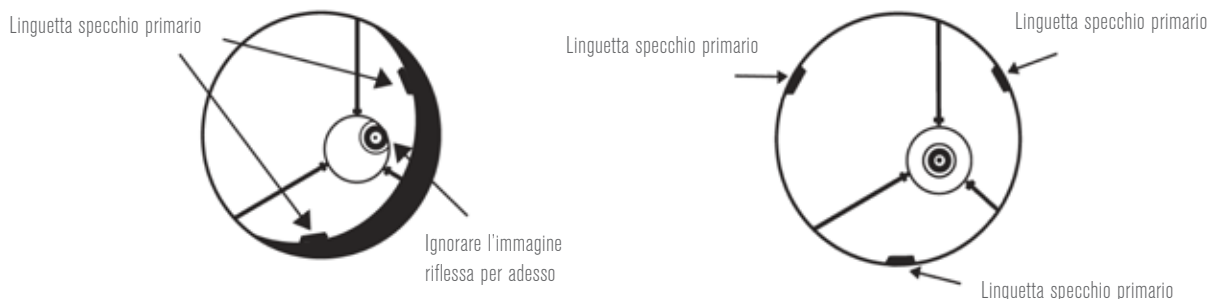 Linguetta specchio primario
Ignorare l'immagine
riflessa per adesso
Linguetta specchio primario
Linguetta specchio primario
Linguetta specchio primario